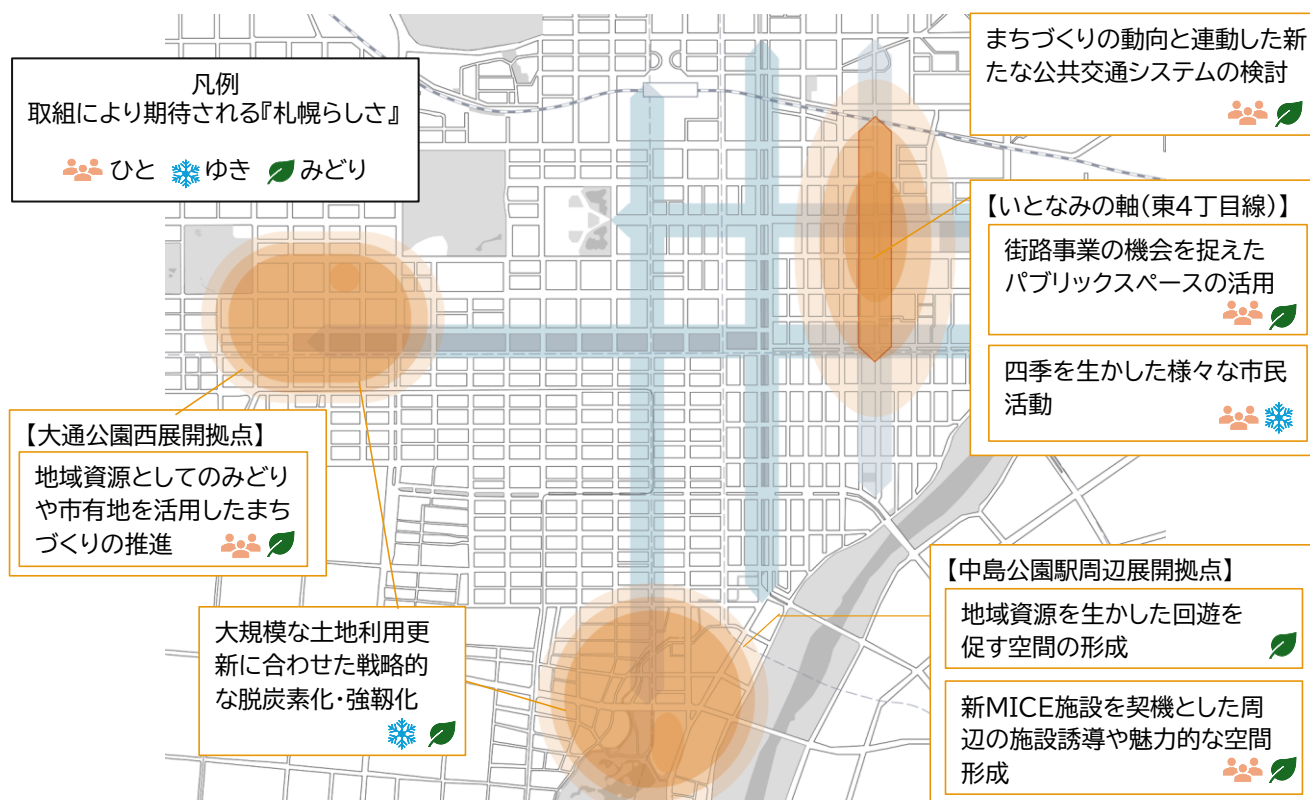 凡例
取組により期待される『札幌らしさ』
ひと ゆき みどり
まちづくりの動向と連動した新
たな公共交通システムの検討
【いとなみの軸(東4丁目線)】
街路事業の機会を捉えた
パブリックスペースの活用
四季を生かした様々な市民
活動
【大通公園西展開拠点】
地域資源としてのみどり
や市有地を活用したまち
づくりの推進
大規模な土地利用更
新に合わせた戦略的
な脱炭素化・強靱化
【中島公園駅周辺展開拠点】
地域資源を生かした回遊を
促す空間の形成
新MICE施設を契機とした周
辺の施設誘導や魅力的な空間
形成